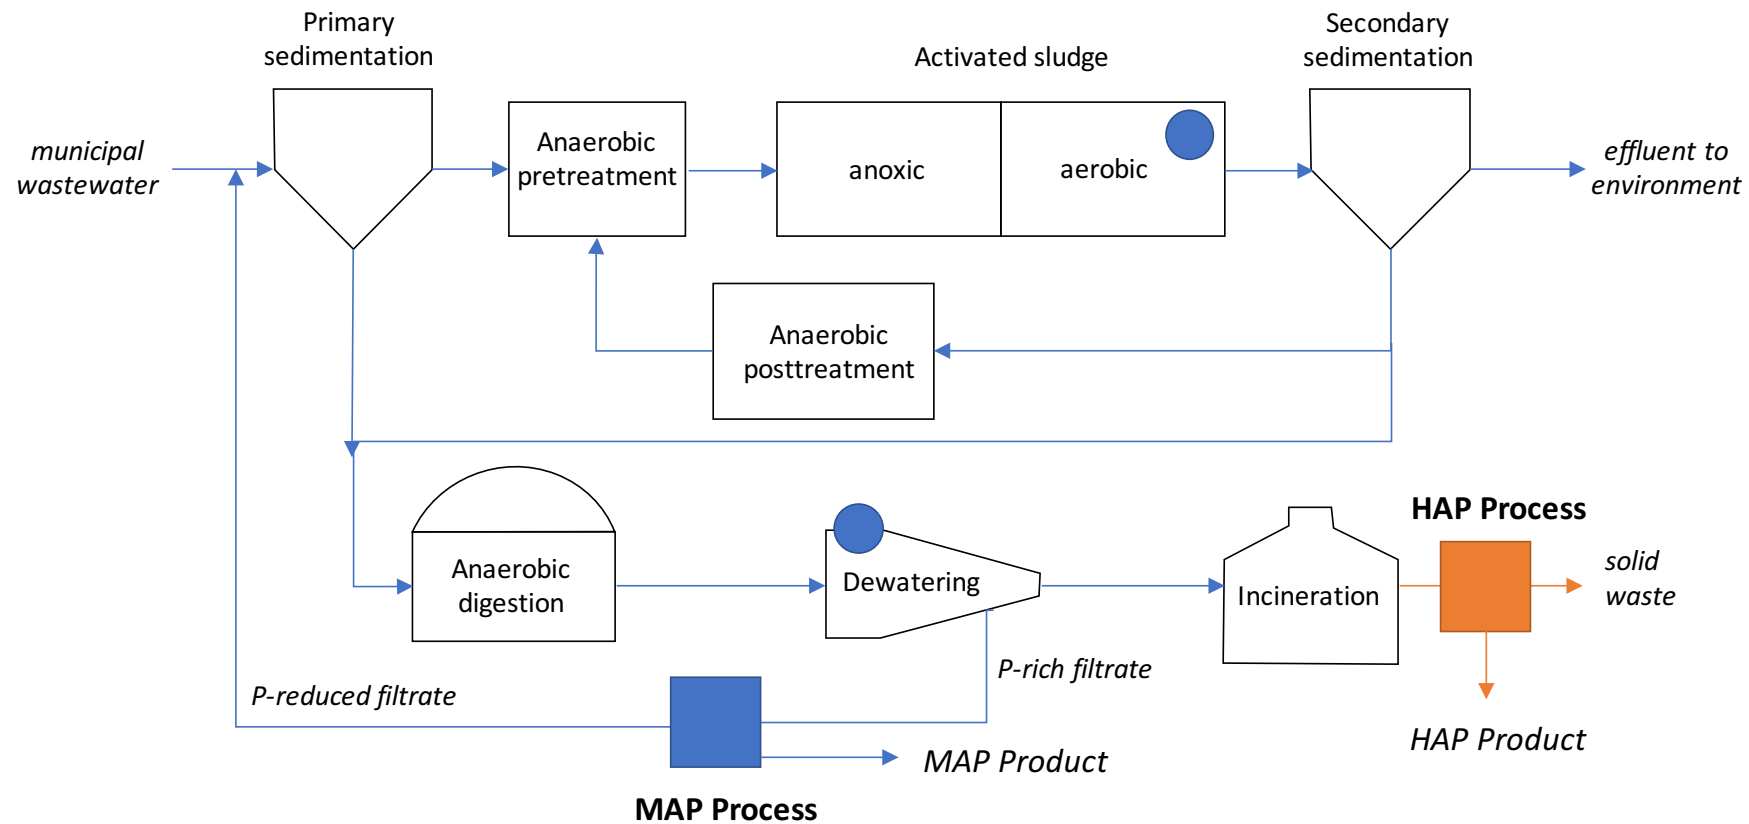 Primary
sedimentation
Activated sludge
Secondary
sedimentation
municipal
wastewater
Anaerobic
pretreatment
anoxic
aerobic
effluent to
environment
Anaerobic
posttreatment
Anaerobic
digestion
Dewatering
Incineration
HAP Process
solid
waste
P-rich filtrate
P-reduced filtrate
HAP Product
MAP Product
MAP Process